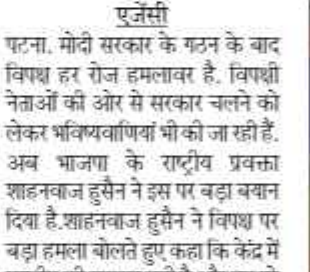 एजेंसी
पटना. मोदी सरकार के गठन के बाद
विपक्ष हर रोज हमलावर है. विपक्षी
नेताओं की ओर से सरकार चलने को
लेकर भविष्यवाणियां भी की जा रही हैं.
अब भाजपा के राष्ट्रीय प्रवक्ता
शाहनवाज हुसैन ने इस पर बड़ा बयान
दिया है.शाहनवाज हुसैन ने विपक्ष पर
बड़ा हमला बोलते हुए कहा कि केंद्र में